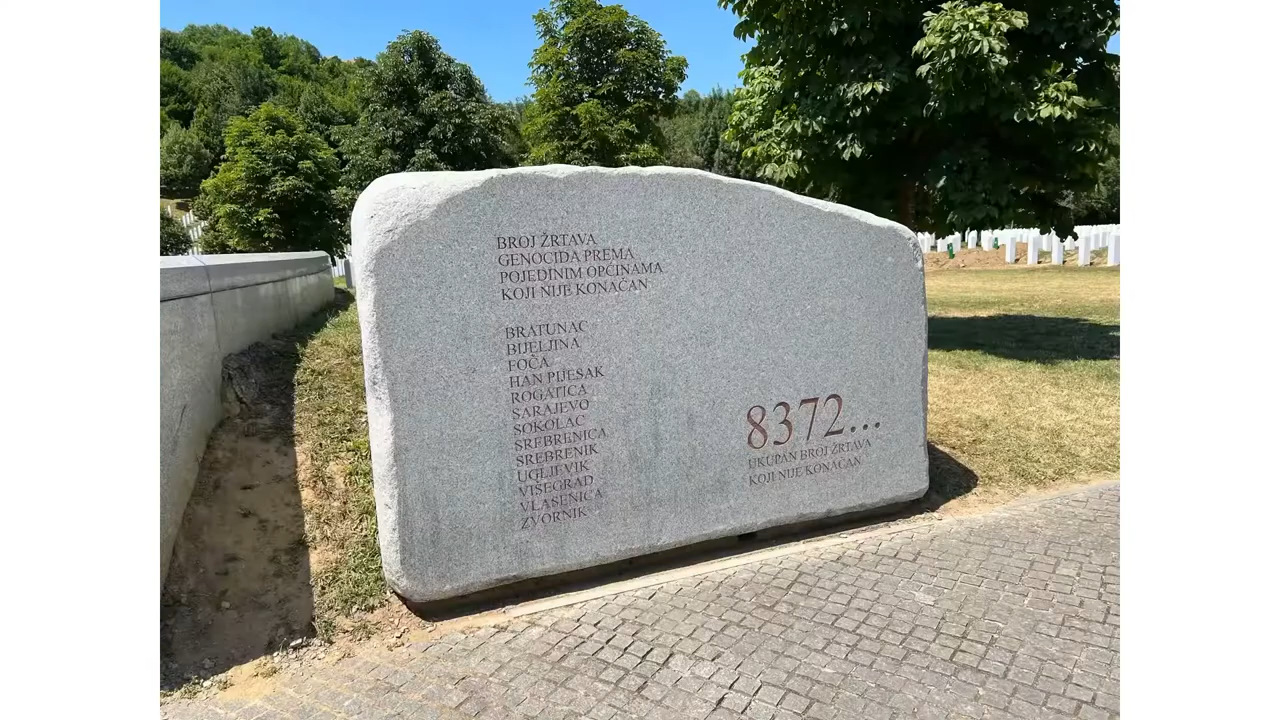 BROJ ŽRTAVA
GENOCIDA PREMA
POJEDINIM OPĆINAMA
KOJI NIJE KONAČAN
BRATUNAC
BIJELJINA
FOČA
HAN PIJESAK
ROGATICA
SARAJEVO
SOKOLAC
SREBRENICA
SREBRENIK
UGLJEVIK
VIŠEGRAD
VLASENICA
ZVORNIK
8372...
UKUPAN BROJ ŽRTAVA
KOJI NIJE KONAČAN